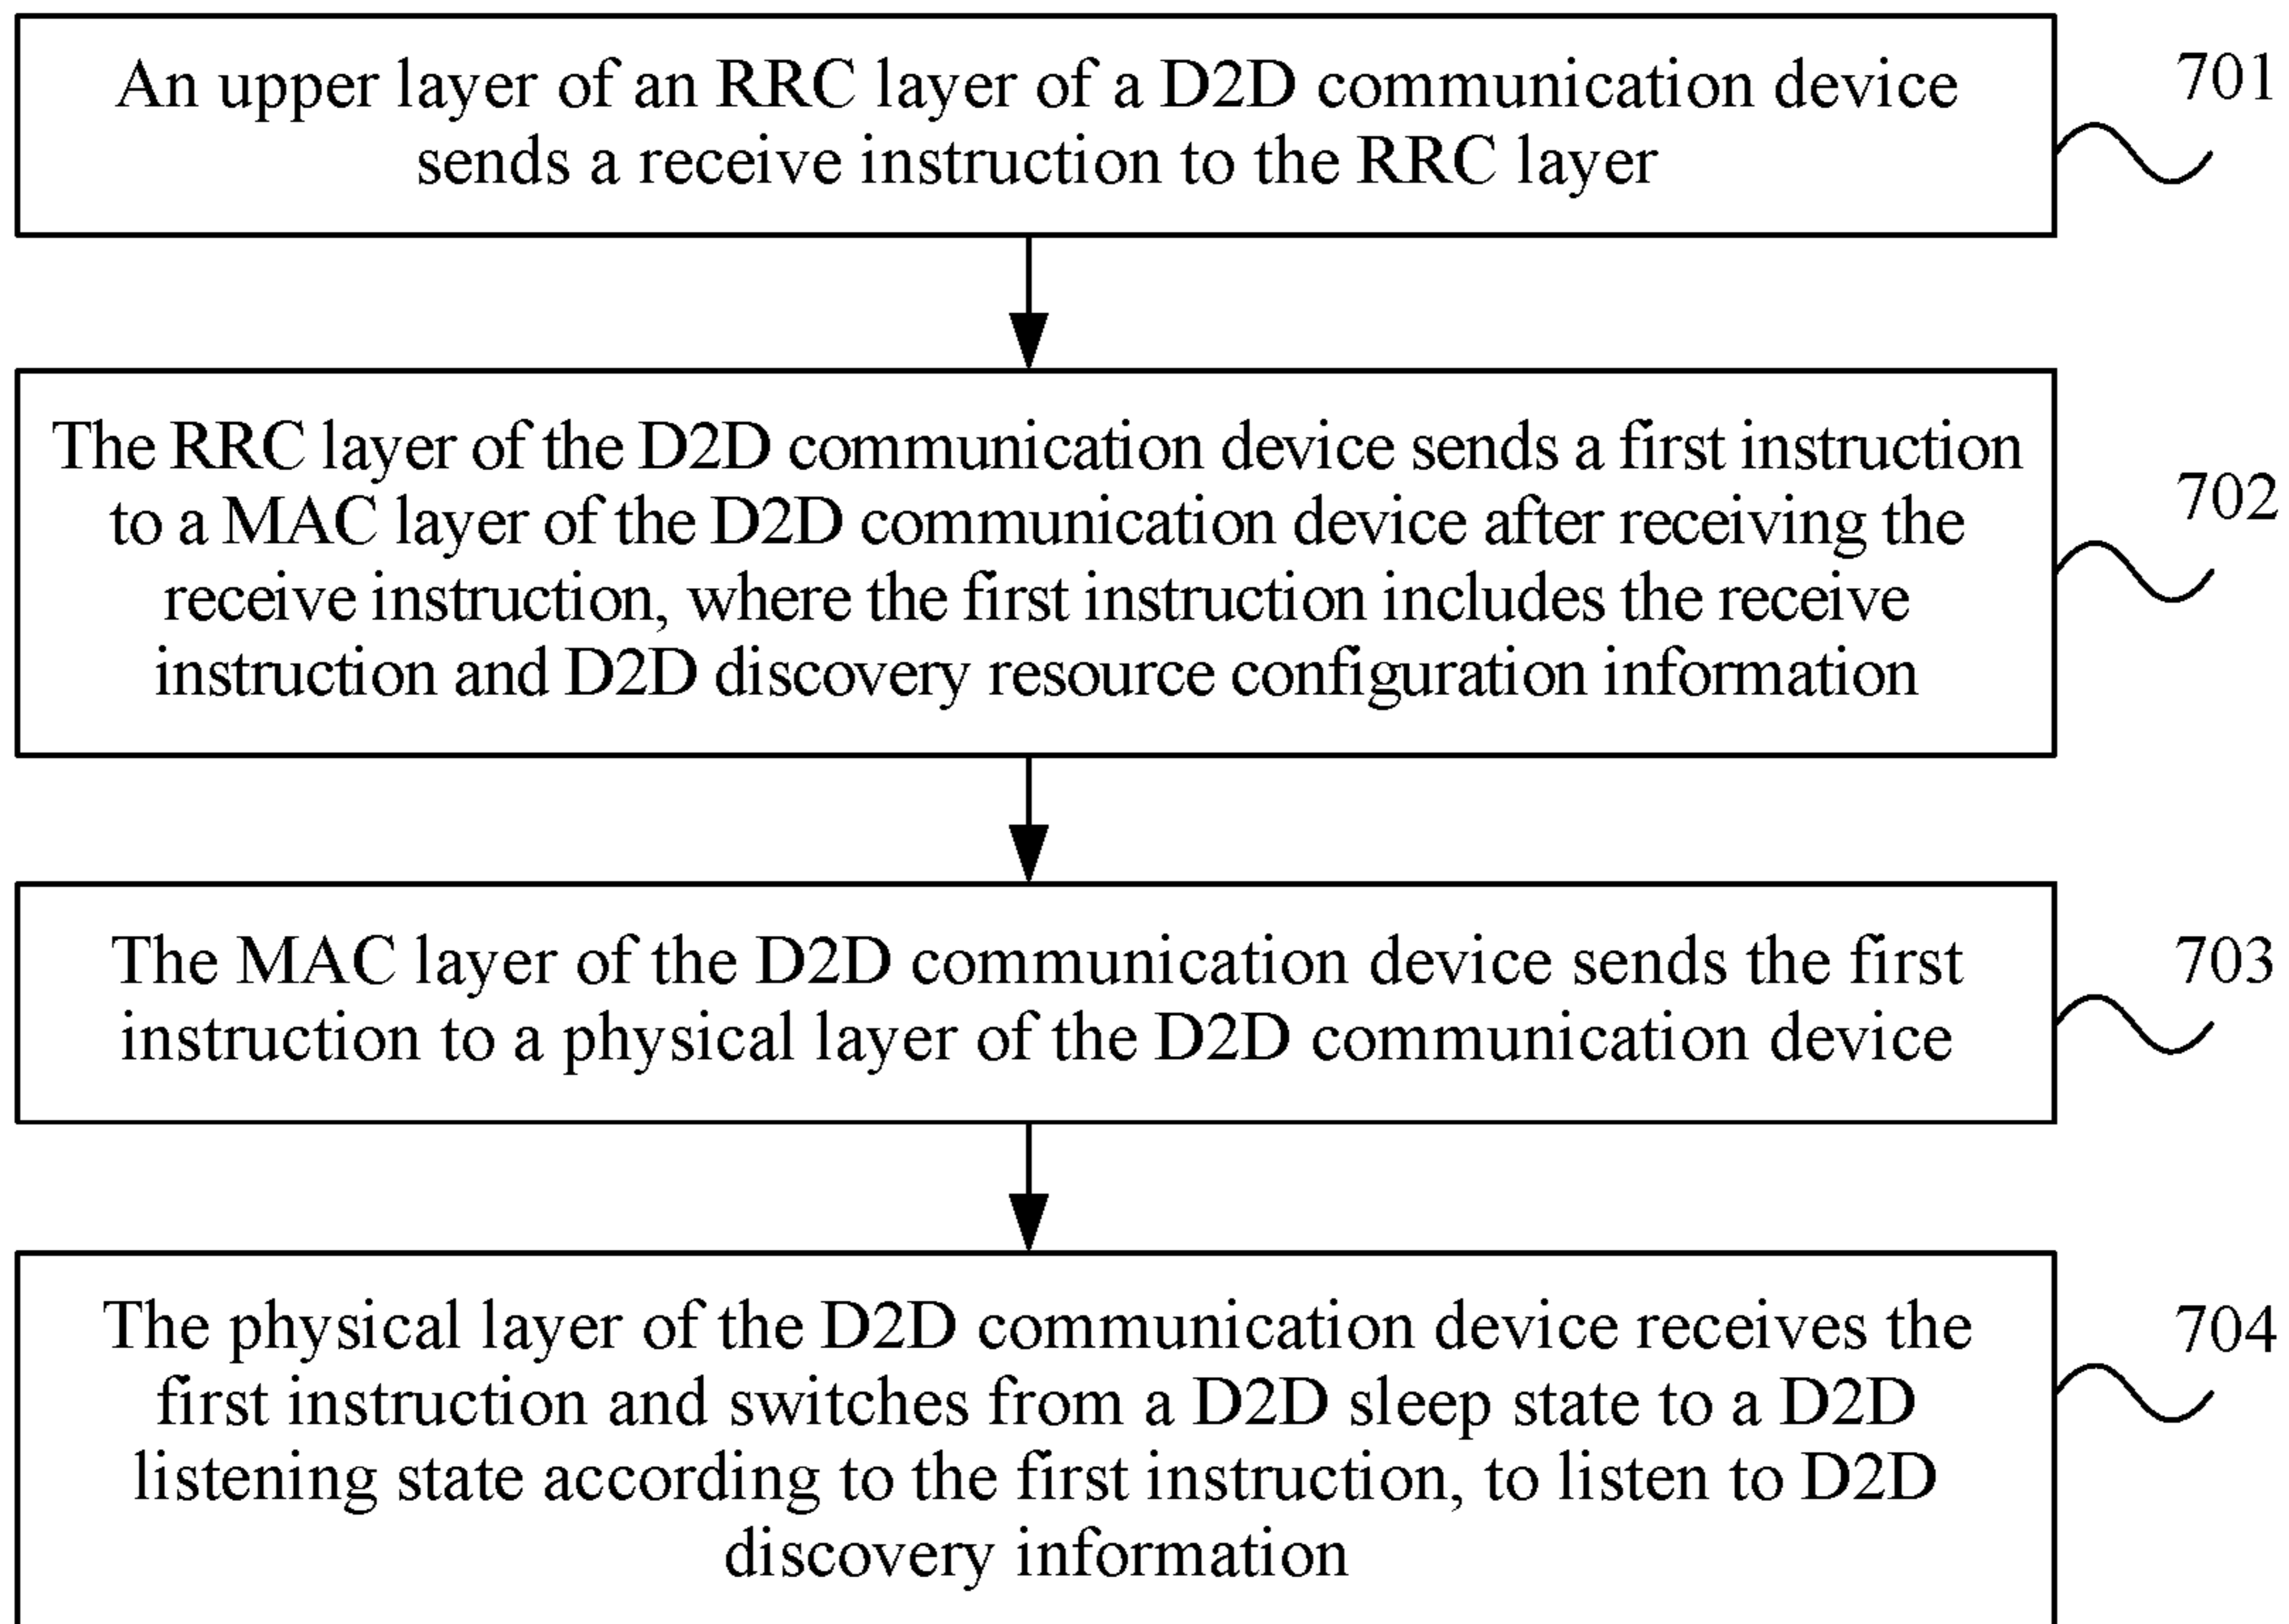 An upper layer of an RRC layer of a D2D communication device
sends a receive instruction to the RRC layer
701
The RRC layer of the D2D communication device sends a first instruction
to a MAC layer of the D2D communication device after receiving the
receive instruction, where the first instruction includes the receive
instruction and D2D discovery resource configuration information
702
The MAC layer of the D2D communication device sends the first
instruction to a physical layer of the D2D communication device
703
The physical layer of the D2D communication device receives the
first instruction and switches from a D2D sleep state to a D2D
listening state according to the first instruction, to listen to D2D
discovery information
704